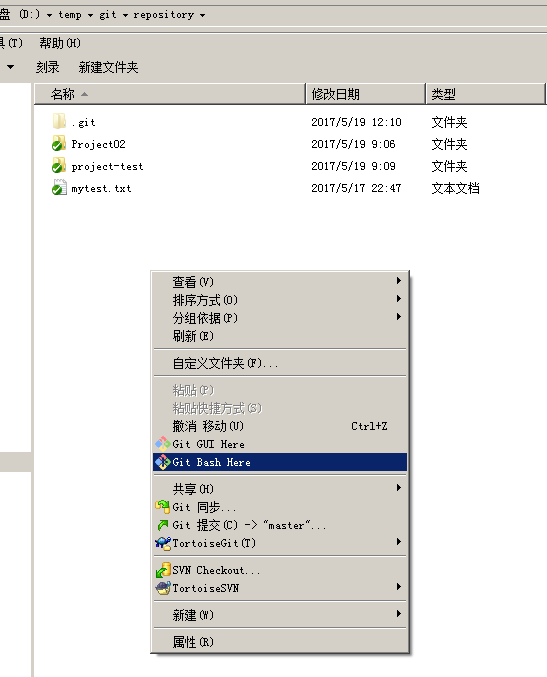 盘 (D:) temp git repository
具(T) 帮助(H)
刻录 新建文件夹
名称 修改日期 类型
.git 2017/5/19 12:10 文件夹
Project02 2017/5/19 9:06 文件夹
project-test 2017/5/19 9:09 文件夹
mytest.txt 2017/5/17 22:47 文本文档
查看(V)
排序方式(O)
分组依据(P)
刷新(E)
自定义文件夹(F)...
粘贴(P)
粘贴快捷方式(S)
撤消 移动(U) Ctrl+Z
Git GUI Here
Git Bash Here
共享(H)
Git 同步...
Git 提交(C) -> "master"...
TortoiseGit(T)
SVN Checkout...
TortoiseSVN
新建(W)
属性(R)